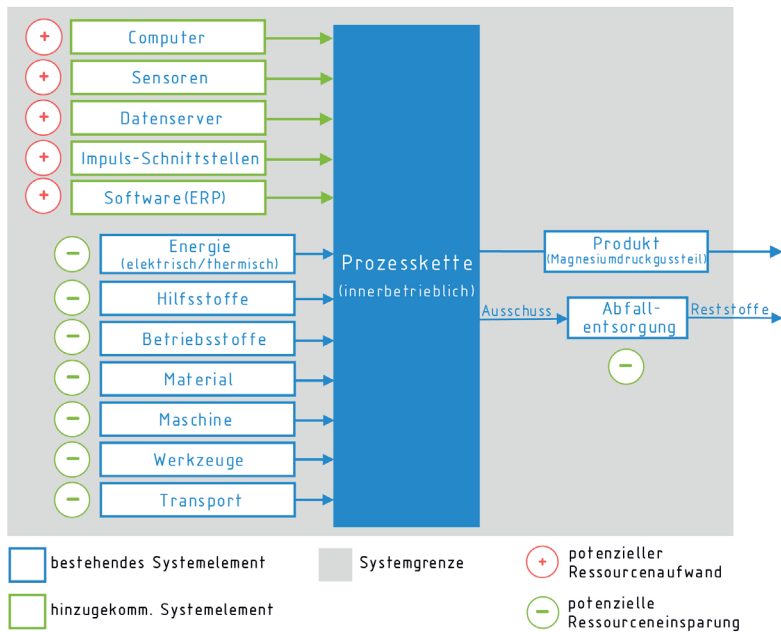 + Computer
+ Sensoren
+ Datenserver
+ Impuls-Schnittstellen
+ Software(ERP)
− Energie
(elektrisch/thermisch)
− Hilfsstoffe
− Betriebsstoffe
− Material
− Maschine
− Werkzeuge
− Transport
Prozesskette
(innerbetrieblich)
Produkt
(Magnesiumdruckgussteil)
Ausschuss
Abfall-
entsorgung
Reststoffe
−
bestehendes Systemelement
hinzugekomm. Systemelement
Systemgrenze
+ potenzieller
Ressourcenaufwand
− potenzielle
Ressourceneinsparung